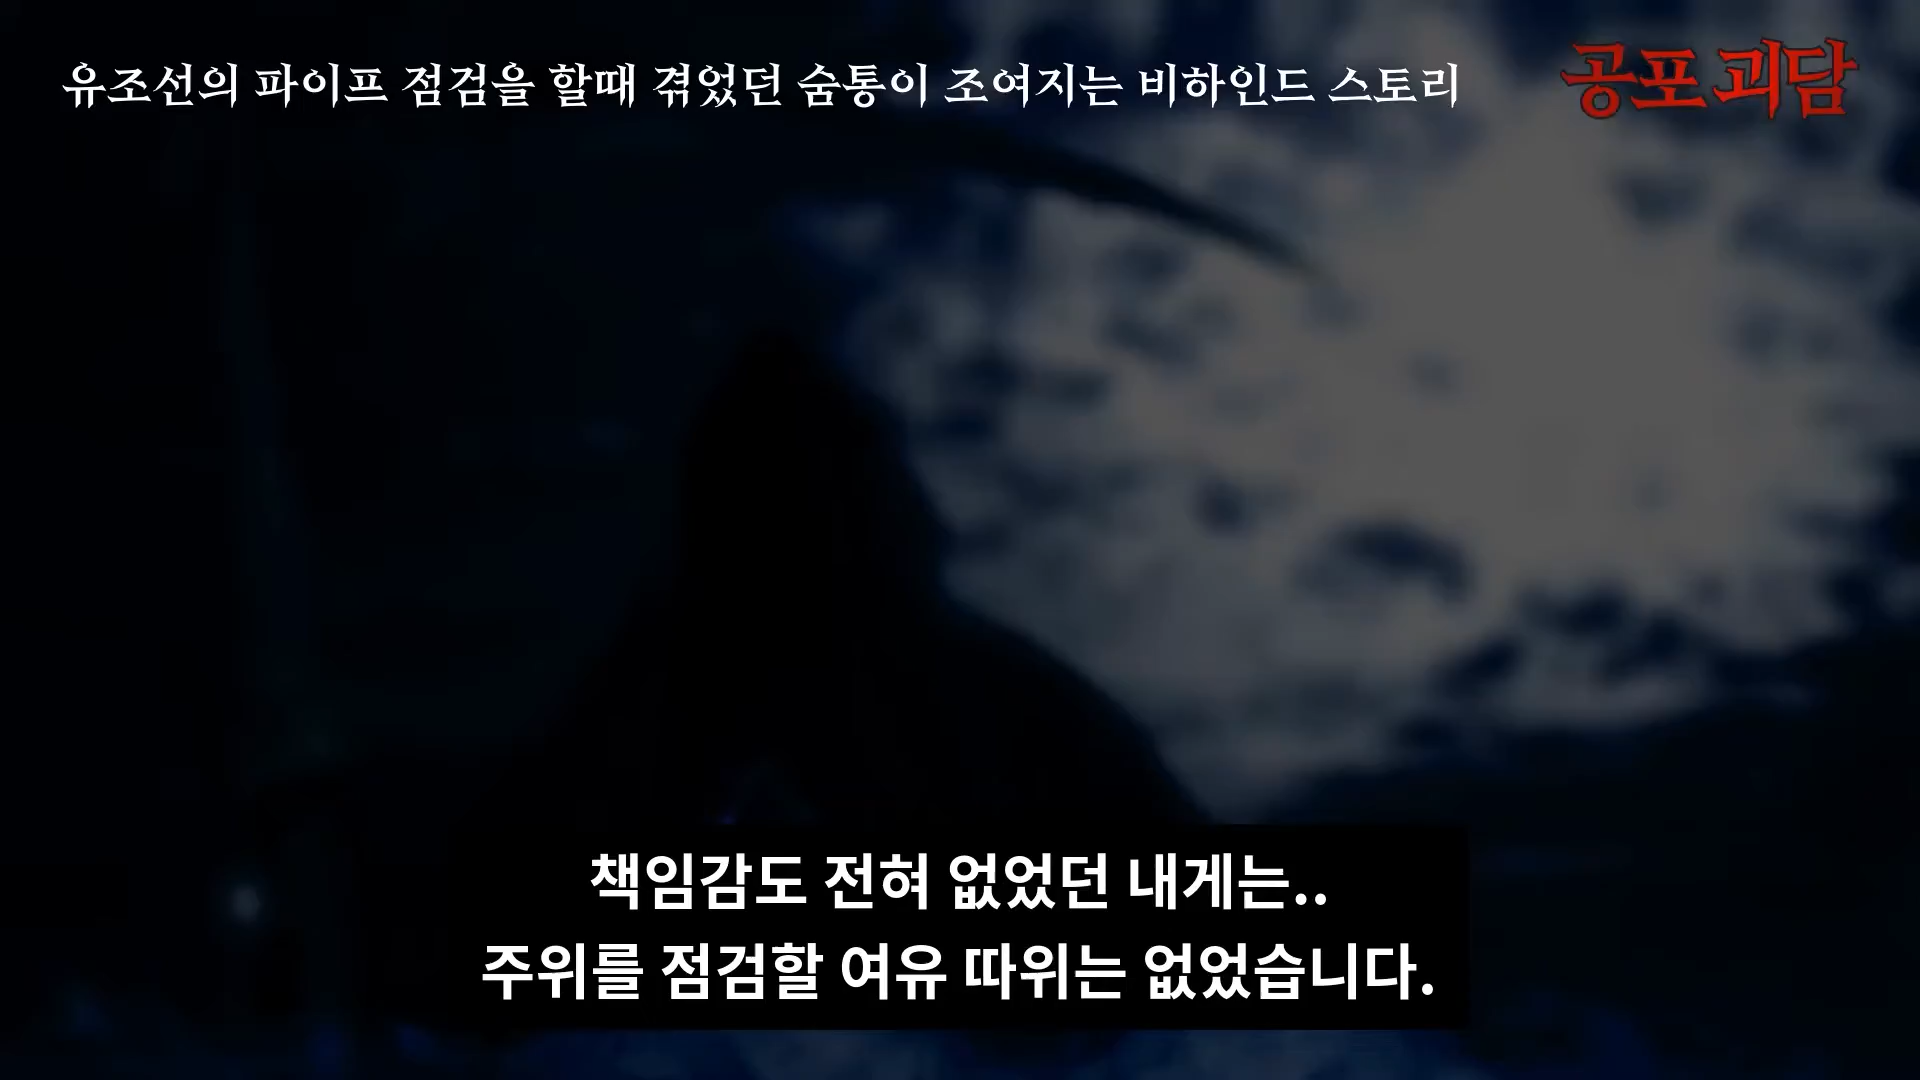 유조선의 파이프 점검을 할때 겪었던 숨통이 조여지는 비하인드 스토리
공포 괴담
책임감도 전혀 없었던 내게는..
주위를 점검할 여유 따위는 없었습니다.